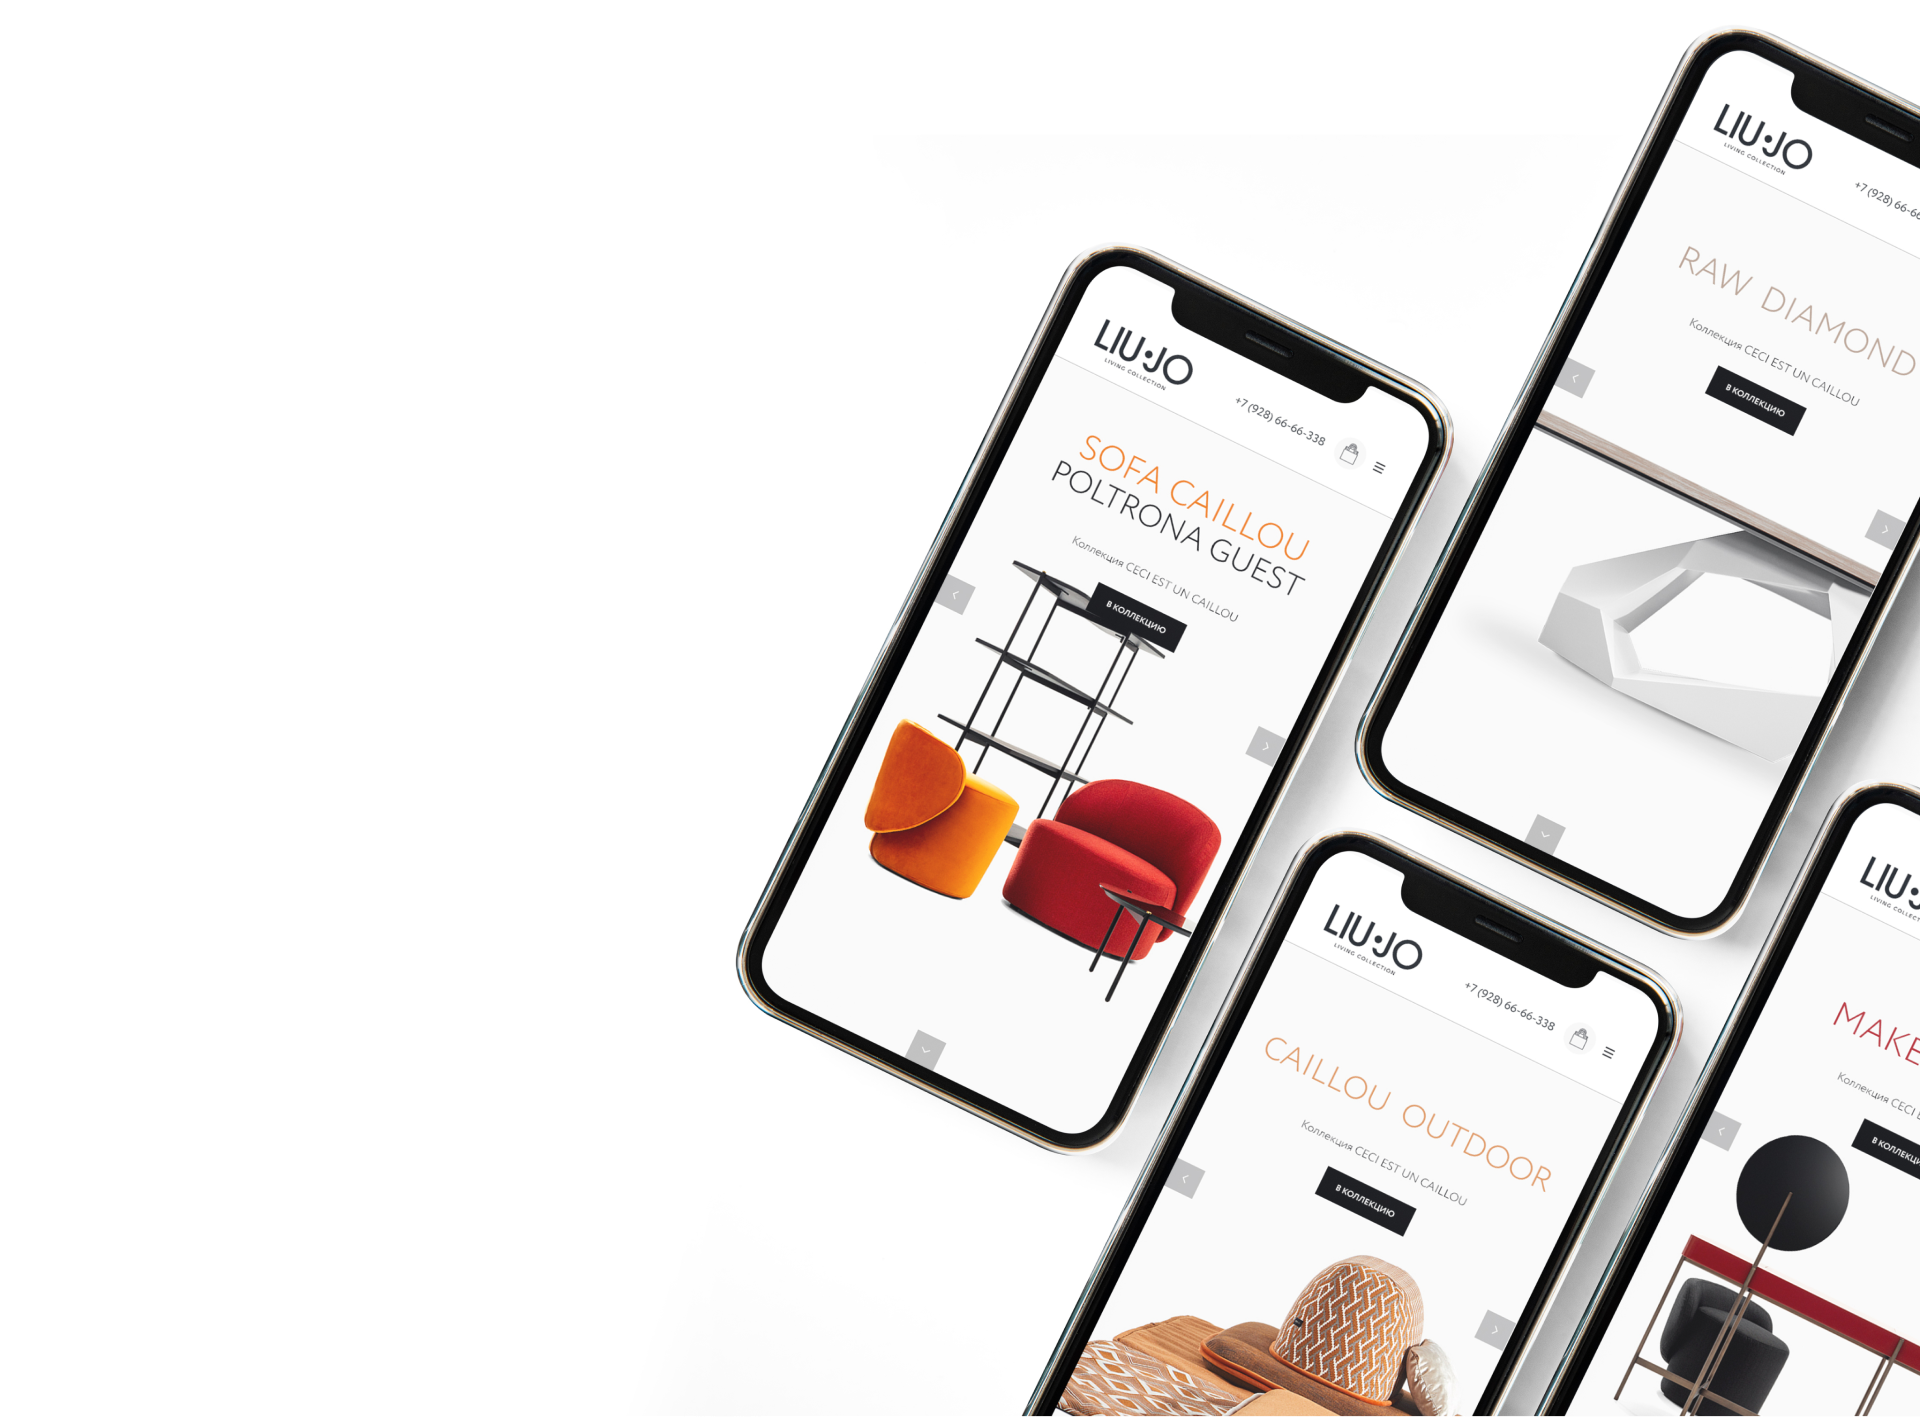 LIU•JO
LIVING COLLECTION
+7 (928) 66-66-338
SOFA CAILLOU
POLTRONA GUEST
Коллекция CECI EST UN CAILLOU
В КОЛЛЕКЦИЮ
LIU•JO
LIVING COLLECTION
+7 (928) 66-66
RAW DIAMOND
Коллекция CECI EST UN CAILLOU
В КОЛЛЕКЦИЮ
LIU•JO
LIVING COLLECTION
+7 (928) 66-66-338
CAILLOU OUTDOOR
Коллекция CECI EST UN CAILLOU
В КОЛЛЕКЦИЮ
LIU•J
LIVING COLLECT
MAKE
Коллекция CECI E
В КОЛЛЕКЦИ